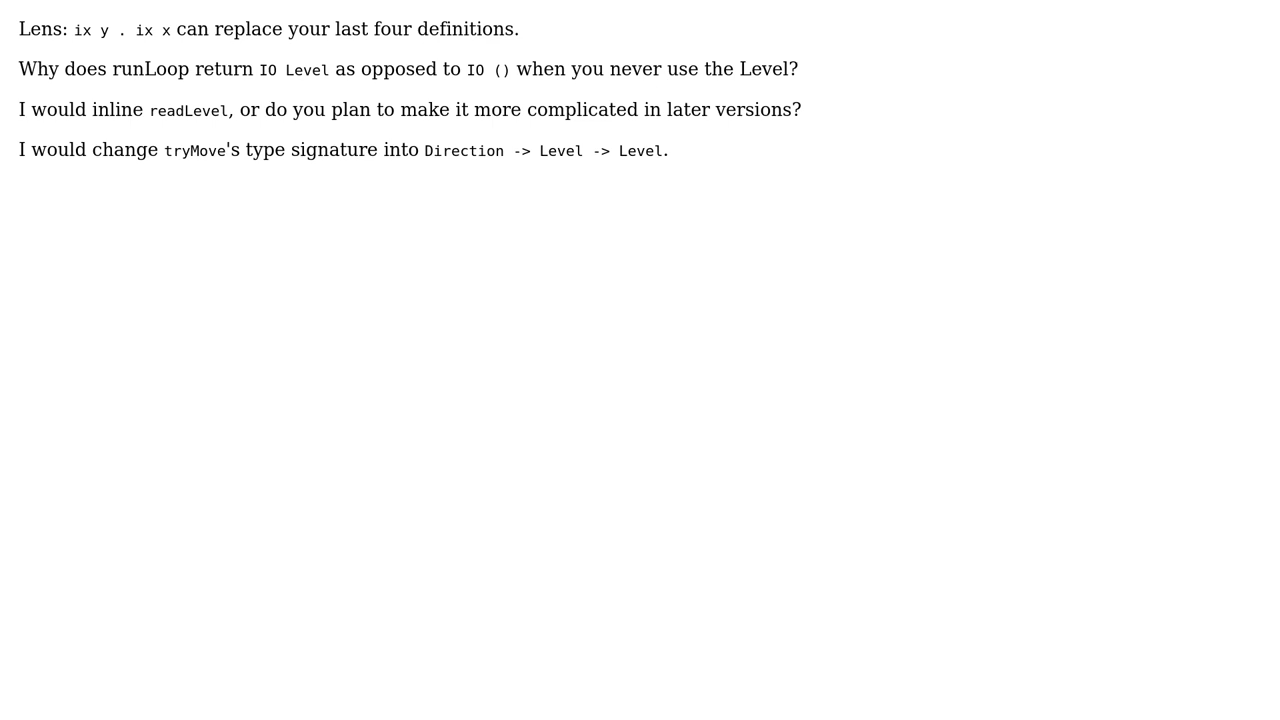 Lens: ix y . ix x can replace your last four definitions.
Why does runLoop return IO Level as opposed to IO () when you never use the Level?
I would inline readLevel, or do you plan to make it more complicated in later versions?
I would change tryMove's type signature into Direction -> Level -> Level.